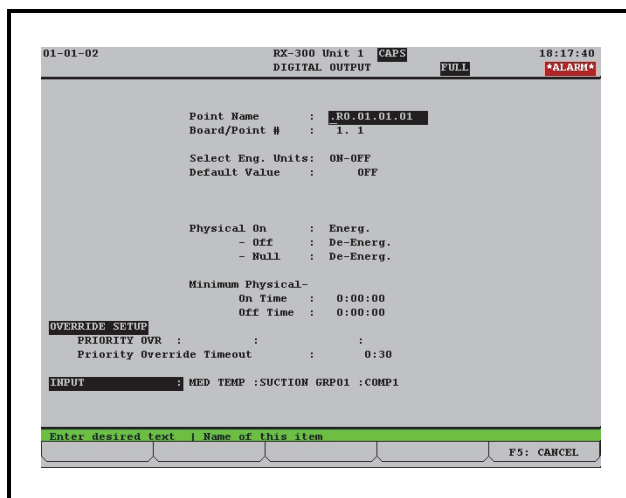 01-01-02 RX-300 Unit 1 CAPS 18:17:40
DIGITAL OUTPUT FULL *ALARM*
Point Name : .R0.01.01.01
Board/Point # : 1. 1
Select Eng. Units: ON-OFF
Default Value : OFF
Physical On : Energ.
- Off : De-Energ.
- Null : De-Energ.
Minimum Physical-
On Time : 0:00:00
Off Time : 0:00:00
OVERRIDE SETUP
PRIORITY OVR : : :
Priority Override Timeout : 0:30
INPUT : MED TEMP :SUCTION GRP01 :COMP1
Enter desired text | Name of this item
F5: CANCEL